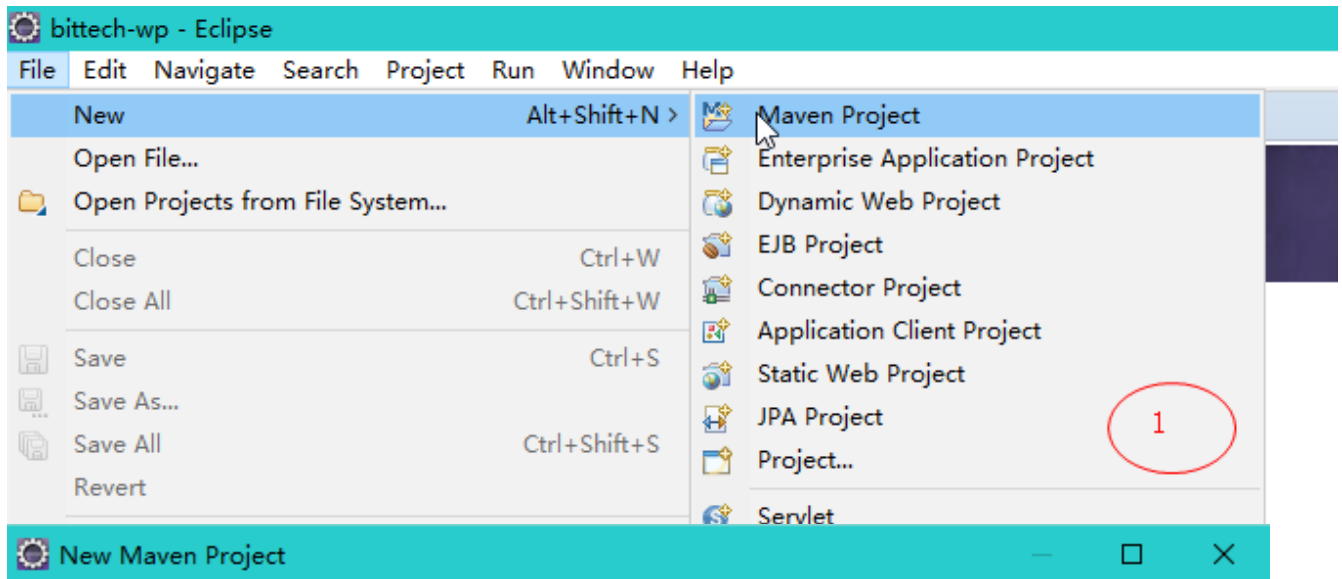 bittech-wp - Eclipse
File Edit Navigate Search Project Run Window Help
New Alt+Shift+N >
Open File...
Open Projects from File System...
Close Ctrl+W
Close All Ctrl+Shift+W
Save Ctrl+S
Save As...
Save All Ctrl+Shift+S
Revert
Maven Project
Enterprise Application Project
Dynamic Web Project
EJB Project
Connector Project
Application Client Project
Static Web Project
JPA Project
Project...
Servlet
1
New Maven Project